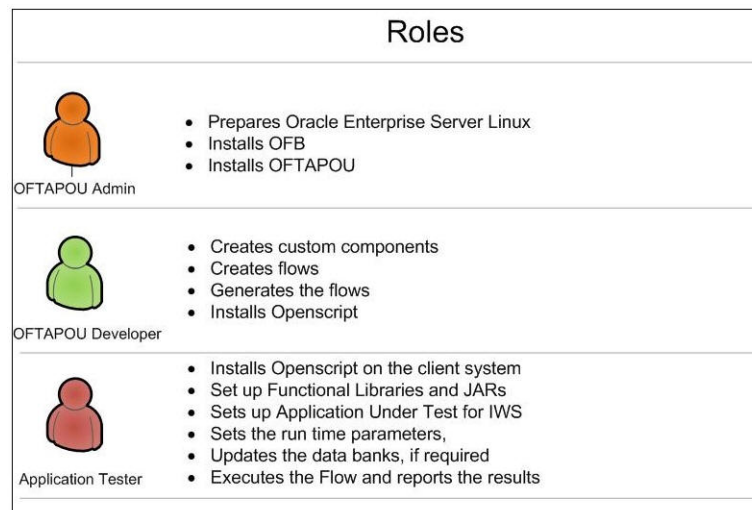 Roles
• Prepares Oracle Enterprise Server Linux
• Installs OFB
• Installs OFTAPOU
OFTAPOU Admin
• Creates custom components
• Creates flows
• Generates the flows
• Installs Openscript
OFTAPOU Developer
• Installs Openscript on the client system
• Set up Functional Libraries and JARs
• Sets up Application Under Test for IWS
• Sets the run time parameters,
• Updates the data banks, if required
• Executes the Flow and reports the results
Application Tester